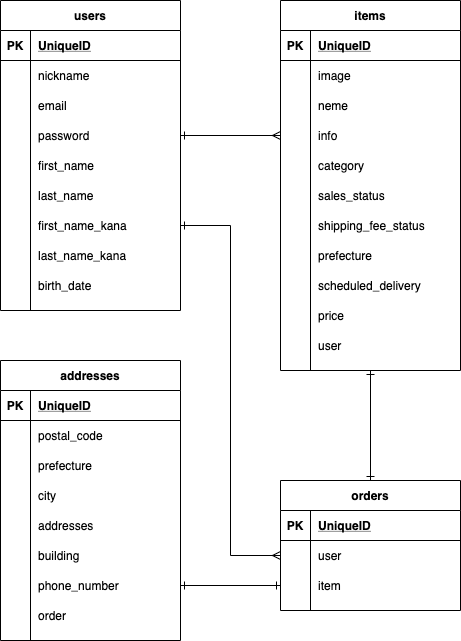 users
PK UniqueID
nickname
email
password
first_name
last_name
first_name_kana
last_name_kana
birth_date
items
PK UniqueID
image
neme
info
category
sales_status
shipping_fee_status
prefecture
scheduled_delivery
price
user
addresses
PK UniqueID
postal_code
prefecture
city
addresses
building
phone_number
order
orders
PK UniqueID
user
item